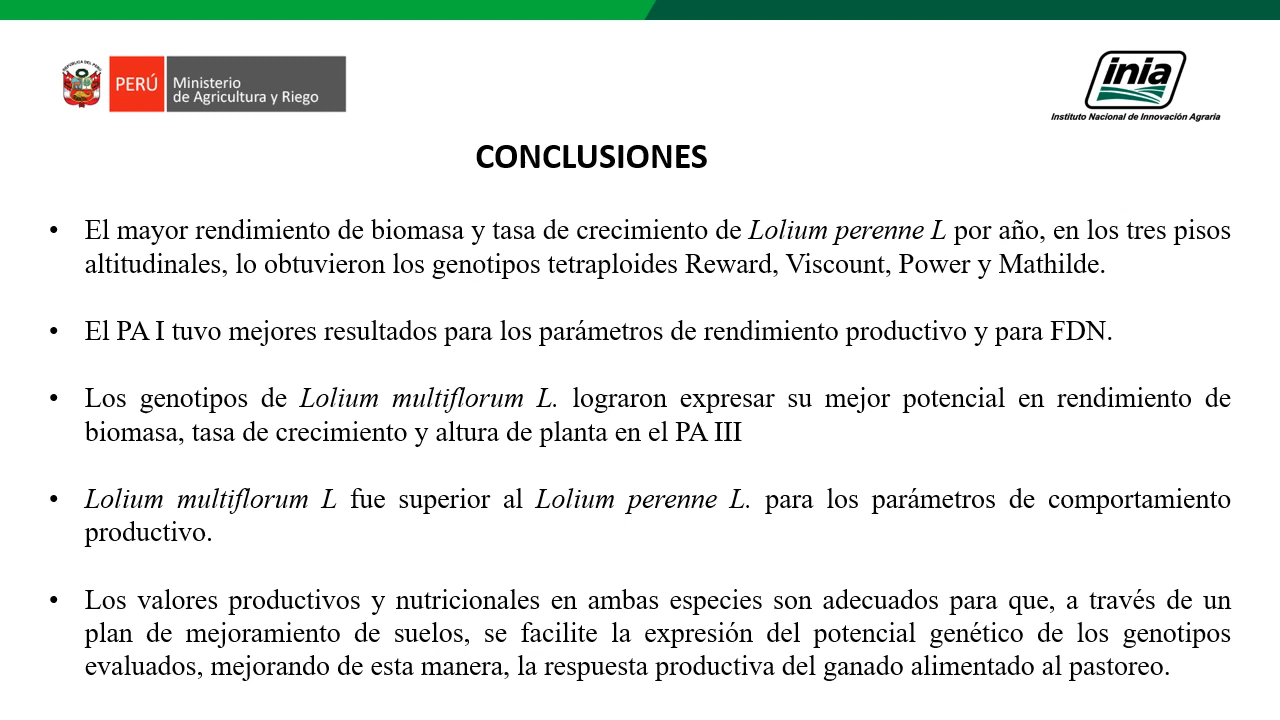 REPÚBLICA DEL PERÚ
PERÚ
Ministerio
de Agricultura y Riego
inia
Instituto Nacional de Innovación Agraria
CONCLUSIONES
• El mayor rendimiento de biomasa y tasa de crecimiento de Lolium perenne L por año, en los tres pisos
altitudinales, lo obtuvieron los genotipos tetraploides Reward, Viscount, Power y Mathilde.
• El PA I tuvo mejores resultados para los parámetros de rendimiento productivo y para FDN.
• Los genotipos de Lolium multiflorum L. lograron expresar su mejor potencial en rendimiento de
biomasa, tasa de crecimiento y altura de planta en el PA III
• Lolium multiflorum L fue superior al Lolium perenne L. para los parámetros de comportamiento
productivo.
• Los valores productivos y nutricionales en ambas especies son adecuados para que, a través de un
plan de mejoramiento de suelos, se facilite la expresión del potencial genético de los genotipos
evaluados, mejorando de esta manera, la respuesta productiva del ganado alimentado al pastoreo.